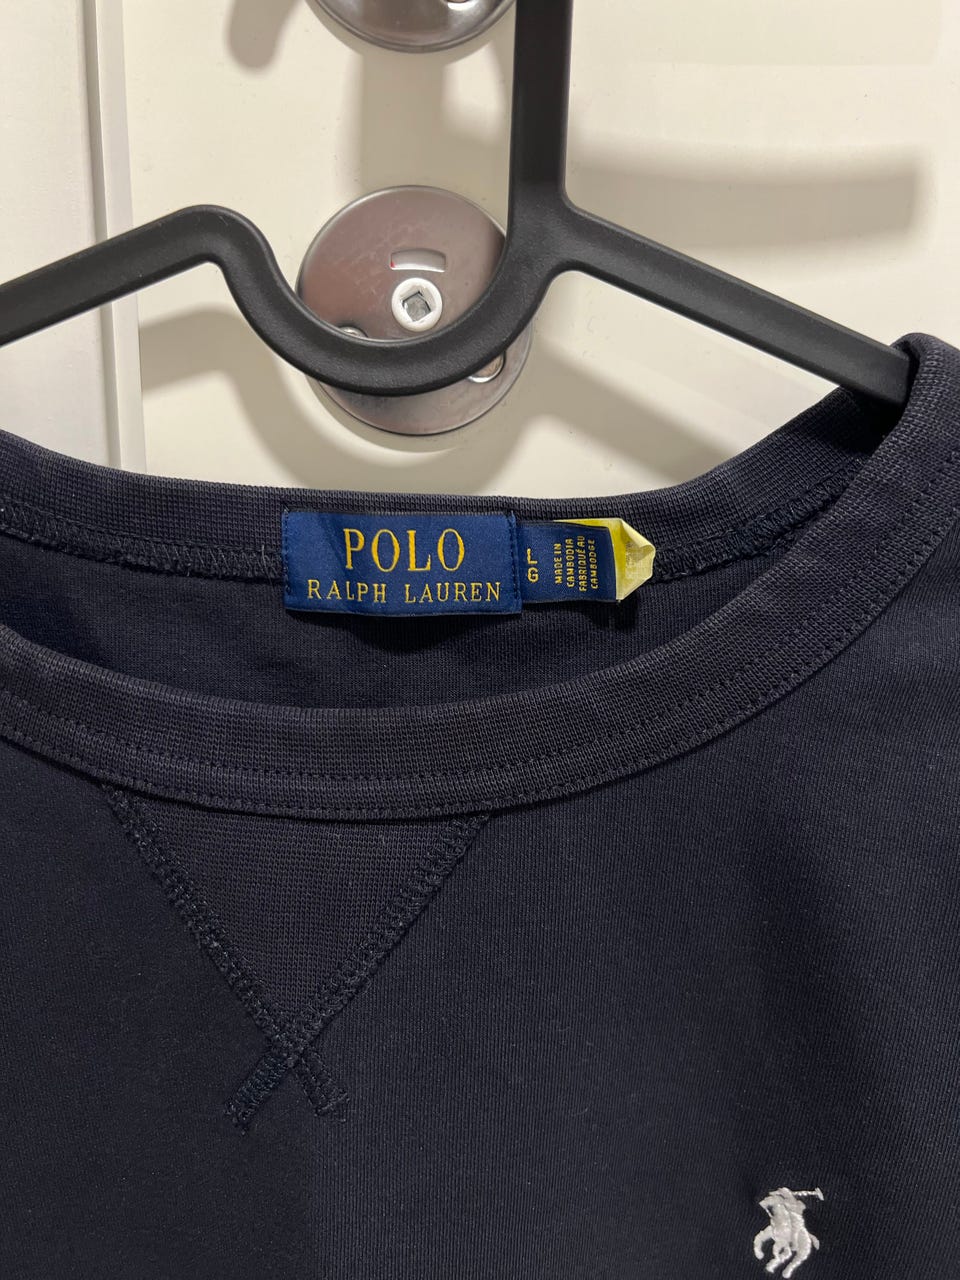 POLO
RALPH LAUREN
L
G
MADE IN
CAMBODIA
FABRIQUÉ AU
CAMBODGE